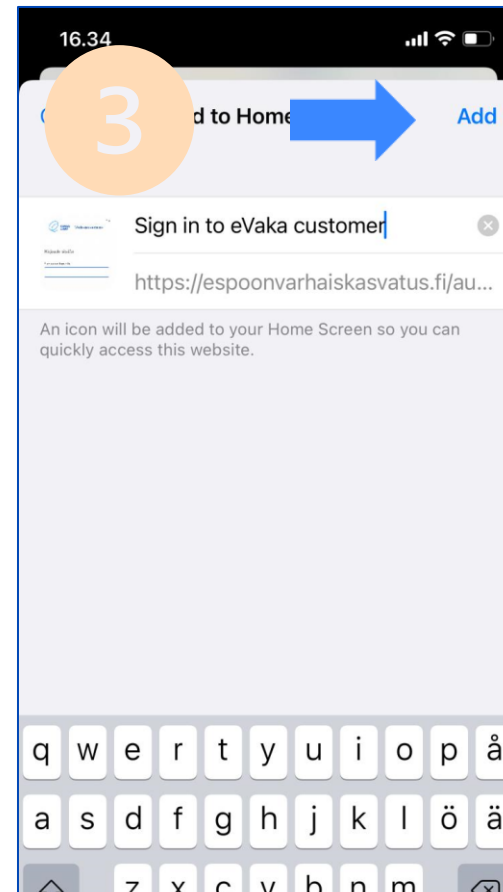 16.34
3
d to Home
Add
Sign in to eVaka customer
https://espoonvarhaiskasvatus.fi/au...
An icon will be added to your Home Screen so you can
quickly access this website.
q w e r t y u i o p å
a s d f g h j k l ö ä
z x c v b n m